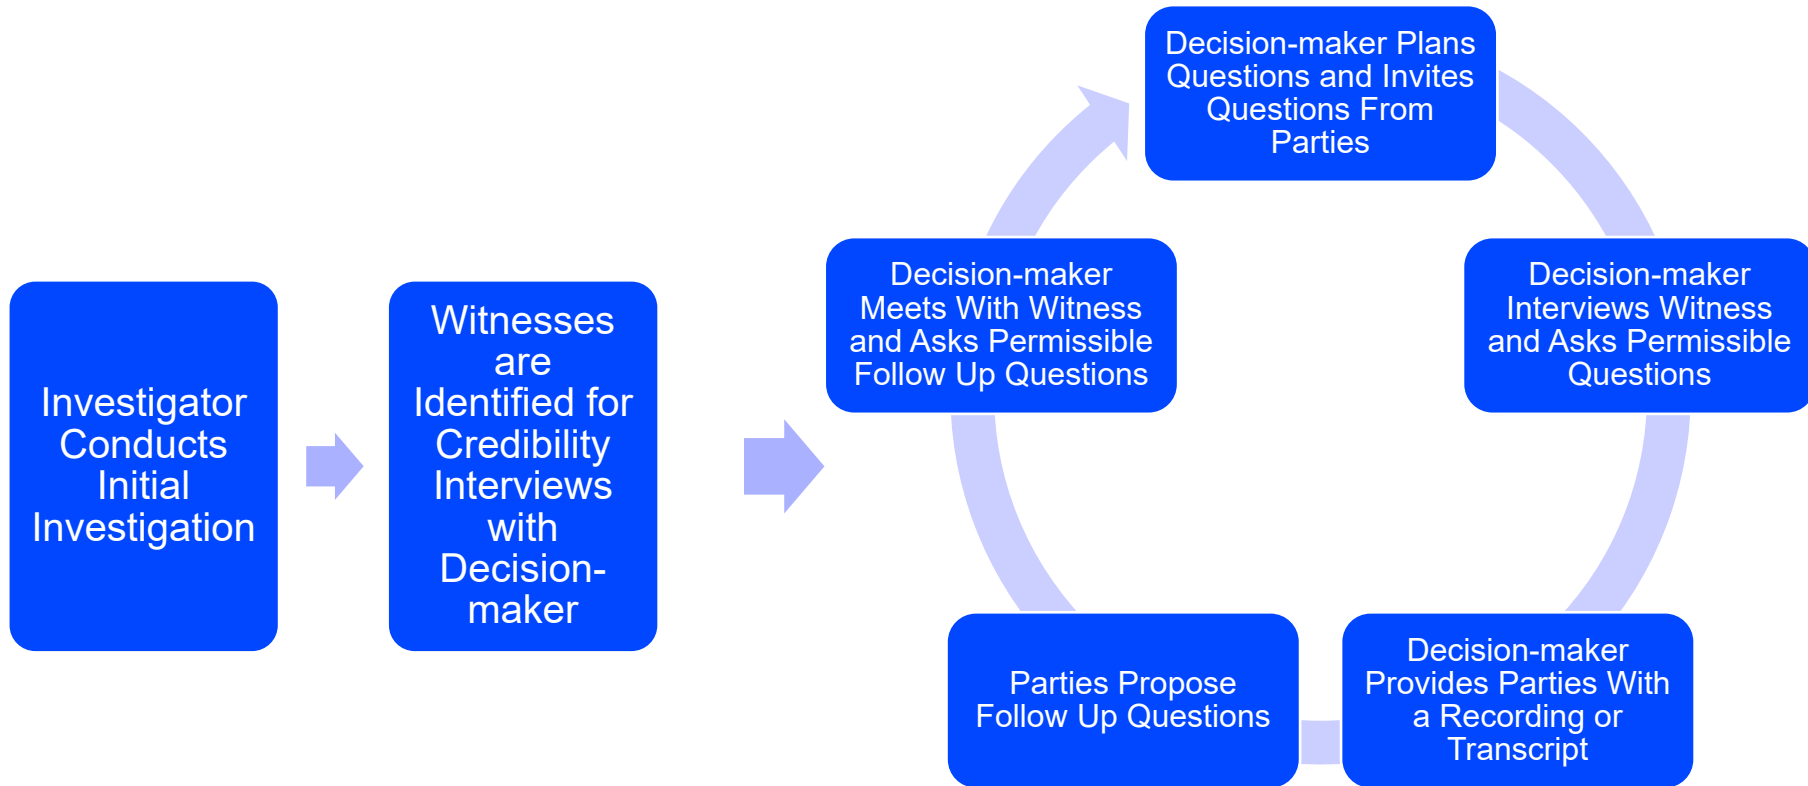 Investigator
Conducts
Initial
Investigation
Witnesses
are
Identified for
Credibility
Interviews
with
Decision-
maker
Decision-maker Plans
Questions and Invites
Questions From
Parties
Decision-maker
Interviews Witness
and Asks Permissible
Questions
Decision-maker
Provides Parties With
a Recording or
Transcript
Parties Propose
Follow Up Questions
Decision-maker
Meets With Witness
and Asks Permissible
Follow Up Questions